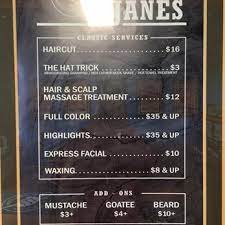 JANES
CLASSIC SERVICES
HAIRCUT $16
THE HAT TRICK $3
HAIR & SCALP
MASSAGE TREATMENT $12
FULL COLOR $35 & UP
HIGHLIGHTS $35 & UP
EXPRESS FACIAL $10
WAXING $8 & UP
ADD - ONS
MUSTACHE GOATEE BEARD
$3+ $4+ $10+